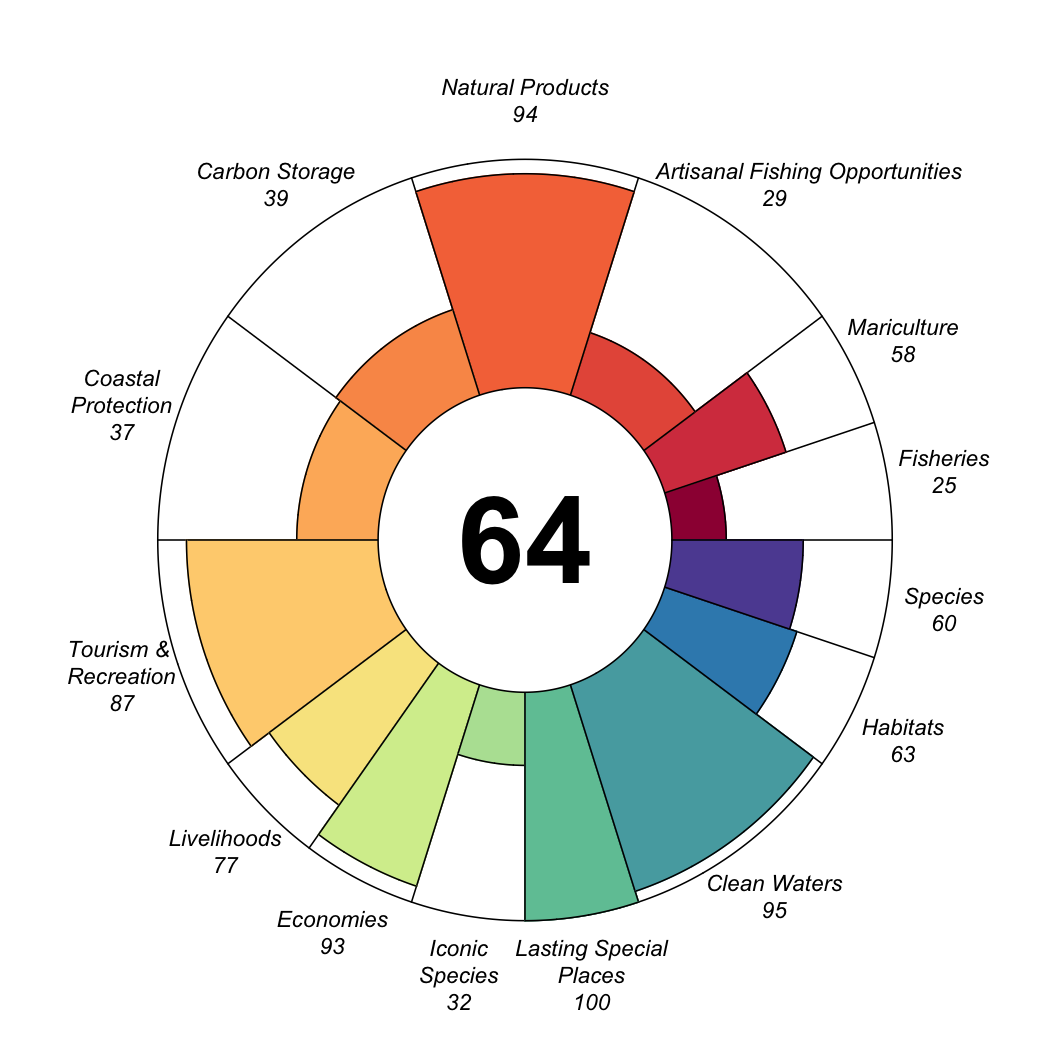 Natural Products
94
Artisanal Fishing Opportunities
29
Mariculture
58
Fisheries
25
Species
60
Habitats
63
Clean Waters
95
Lasting Special
Places
100
Iconic
Species
32
Economies
93
Livelihoods
77
Tourism &
Recreation
87
Coastal
Protection
37
Carbon Storage
39
64